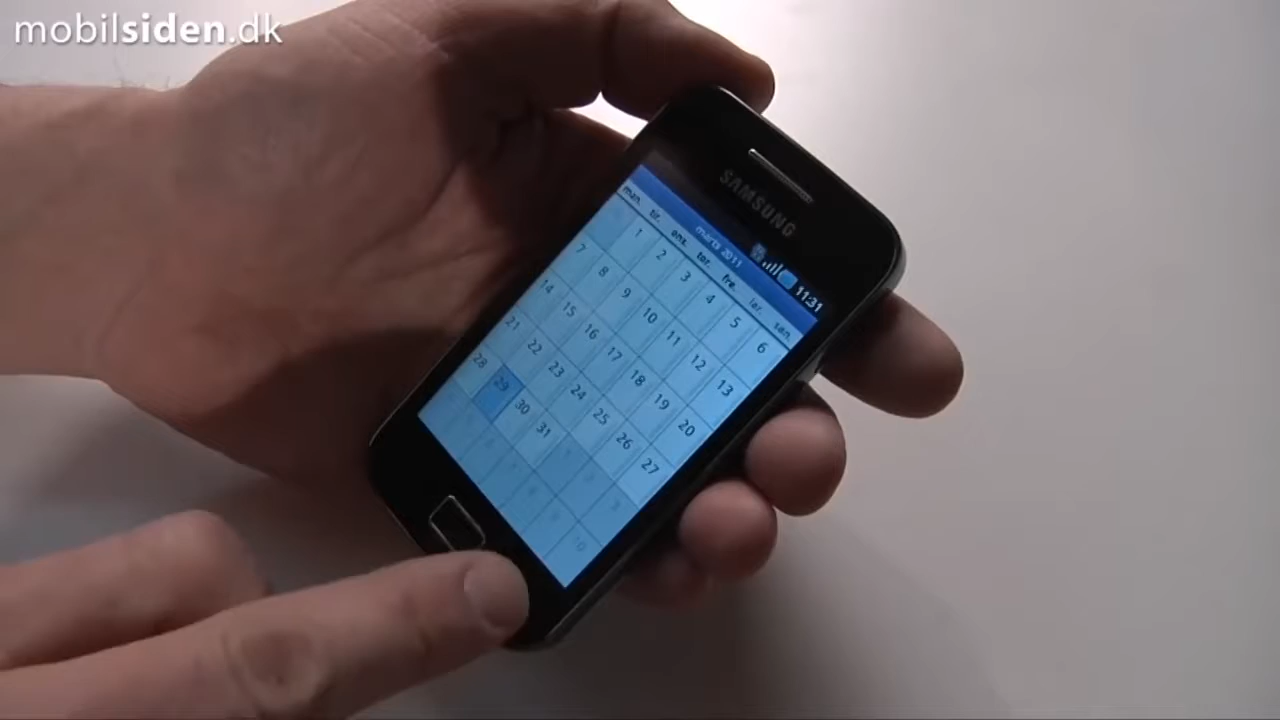 mobilsiden.dk
SAMSUNG
11:31
marts 2011
man. tir. ons. tor. fre. lør. søn.
1 2 3 4 5 6
7 8 9 10 11 12 13
14 15 16 17 18 19 20
21 22 23 24 25 26 27
28 29 30 31
10